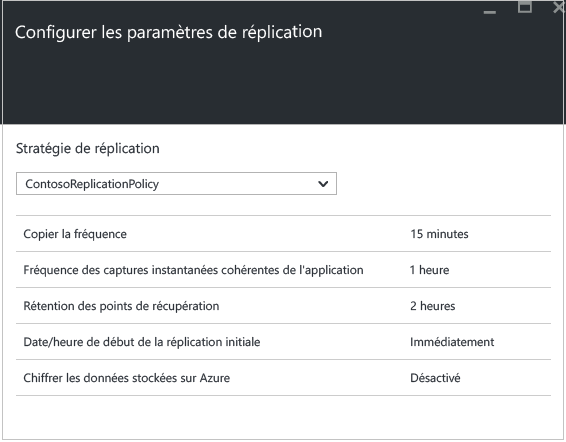 Configurer les paramètres de réplication
Stratégie de réplication
ContosoReplicationPolicy
Copier la fréquence 15 minutes
Fréquence des captures instantanées cohérentes de l'application 1 heure
Rétention des points de récupération 2 heures
Date/heure de début de la réplication initiale Immédiatement
Chiffrer les données stockées sur Azure Désactivé